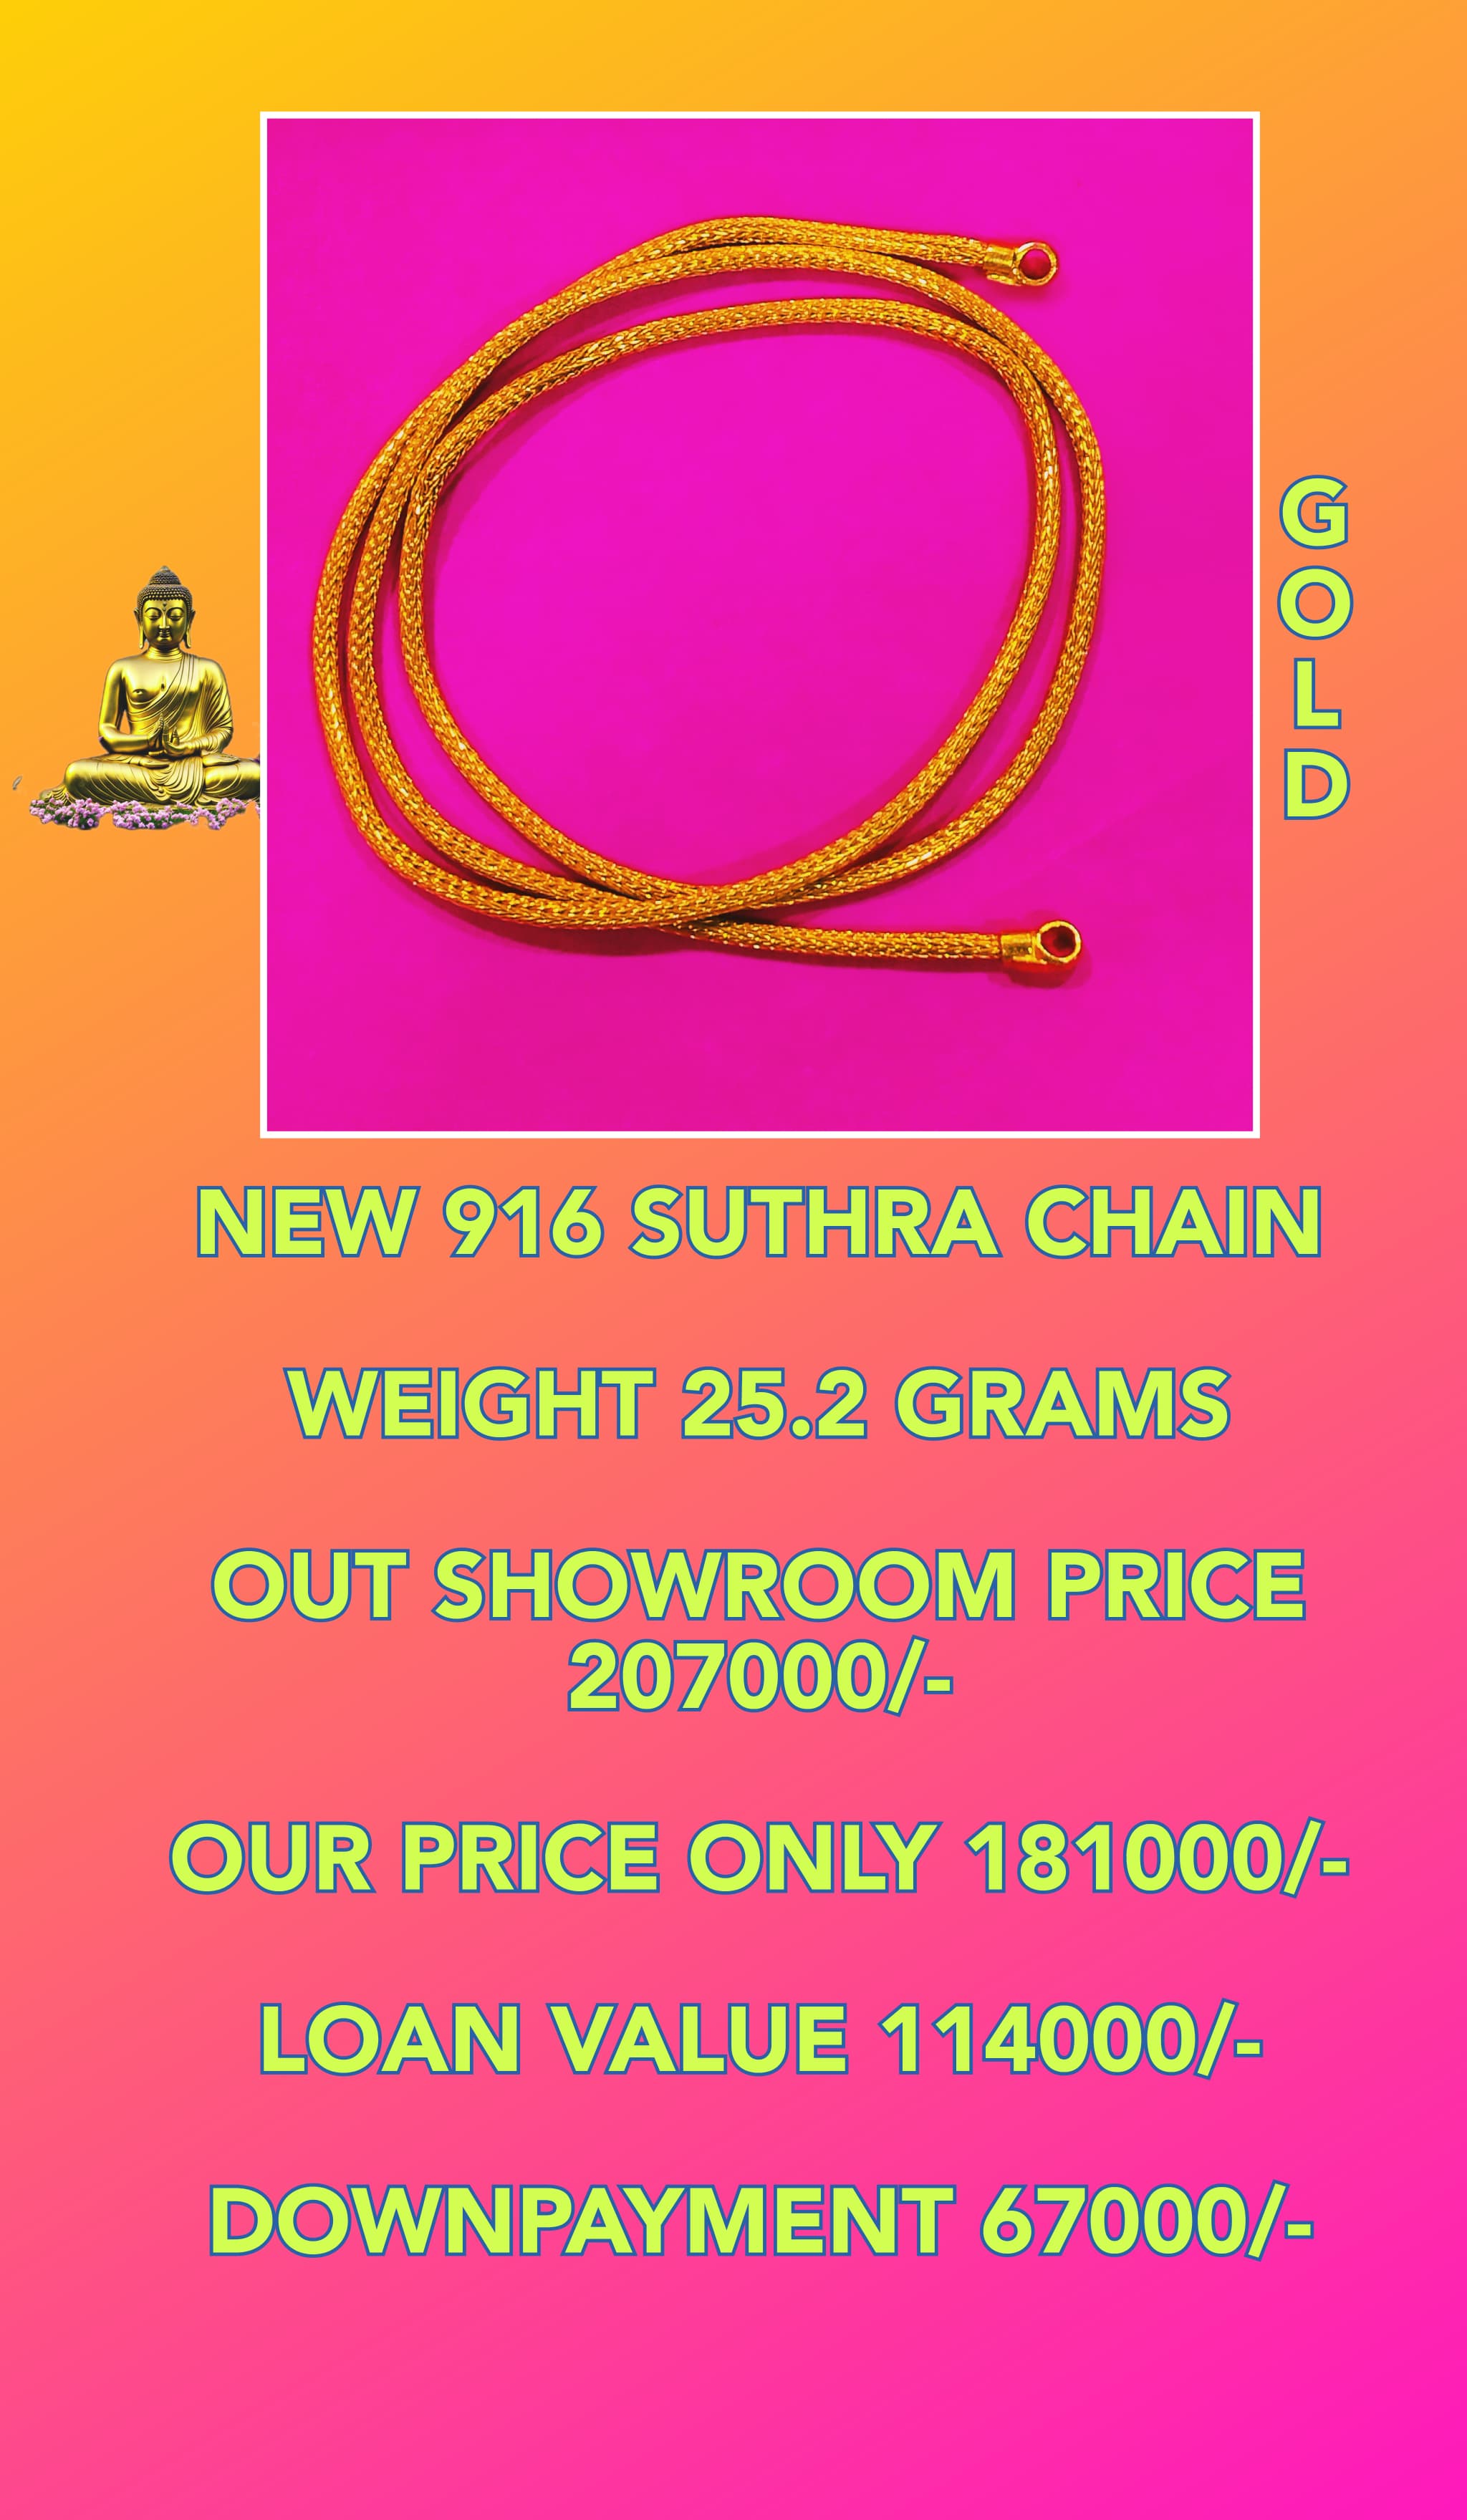 G
O
L
D
NEW 916 SUTHRA CHAIN
WEIGHT 25.2 GRAMS
OUT SHOWROOM PRICE
207000/-
OUR PRICE ONLY 181000/-
LOAN VALUE 114000/-
DOWNPAYMENT 67000/-